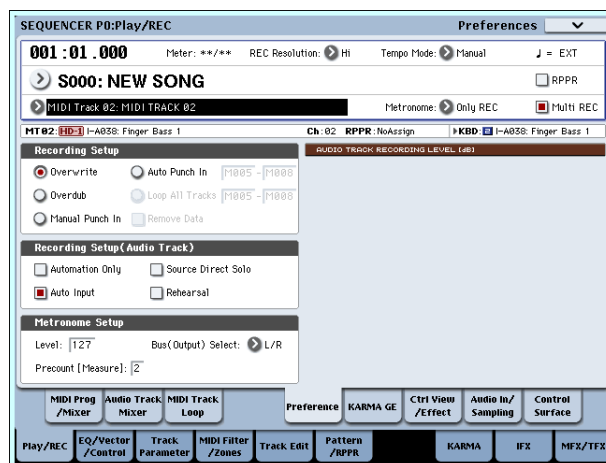 SEQUENCER P0:Play/REC Preferences
001:01.000 Meter: **/** REC Resolution: Hi Tempo Mode: Manual ♩ = EXT
S000: NEW SONG RPPR
MIDI Track 02: MIDI TRACK 02 Metronome: Only REC Multi REC
MT02: HD-1 I-A038: Finger Bass 1 Ch:02 RPPR:NoAssign KBD: I-A038: Finger Bass 1
Recording Setup AUDIO TRACK RECORDING LEVEL [dB]
Overwrite Auto Punch In M005 - M008
Overdub Loop All Tracks M005 - M008
Manual Punch In Remove Data
Recording Setup(Audio Track)
Automation Only Source Direct Solo
Auto Input Rehearsal
Metronome Setup
Level: 127 Bus(Output) Select: L/R
Precount [Measure]: 2
MIDI Prog /Mixer Audio Track Mixer MIDI Track Loop Preference KARMA GE Ctrl View /Effect Audio In/ Sampling Control Surface
Play/REC EQ/Vector /Control Track Parameter MIDI Filter /Zones Track Edit Pattern /RPPR KARMA IFX MFX/TFX